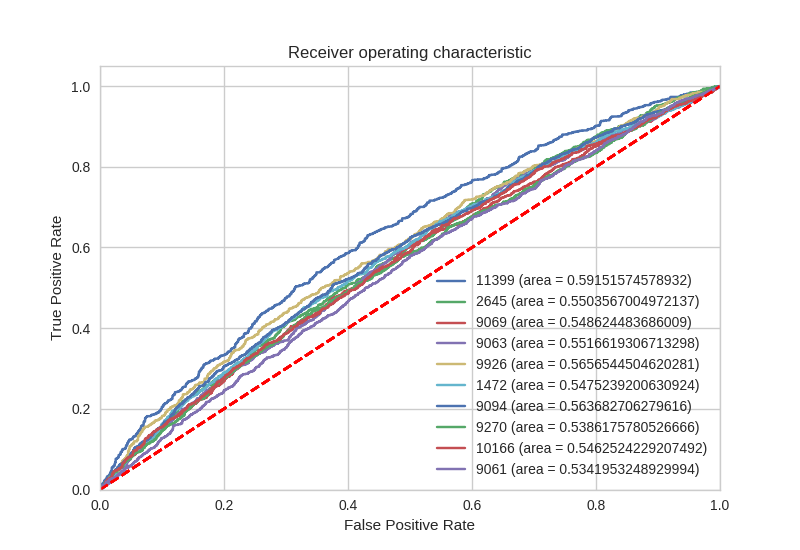 Receiver operating characteristic
True Positive Rate
1.0
0.8
0.6
0.4
0.2
0.0
11399 (area = 0.59151574578932)
2645 (area = 0.5503567004972137)
9069 (area = 0.548624483686009)
9063 (area = 0.5516619306713298)
9926 (area = 0.5656544504620281)
1472 (area = 0.5475239200630924)
9094 (area = 0.563682706279616)
9270 (area = 0.5386175780526666)
10166 (area = 0.5462524229207492)
9061 (area = 0.5341953248929994)
0.0 0.2 0.4 0.6 0.8 1.0
False Positive Rate